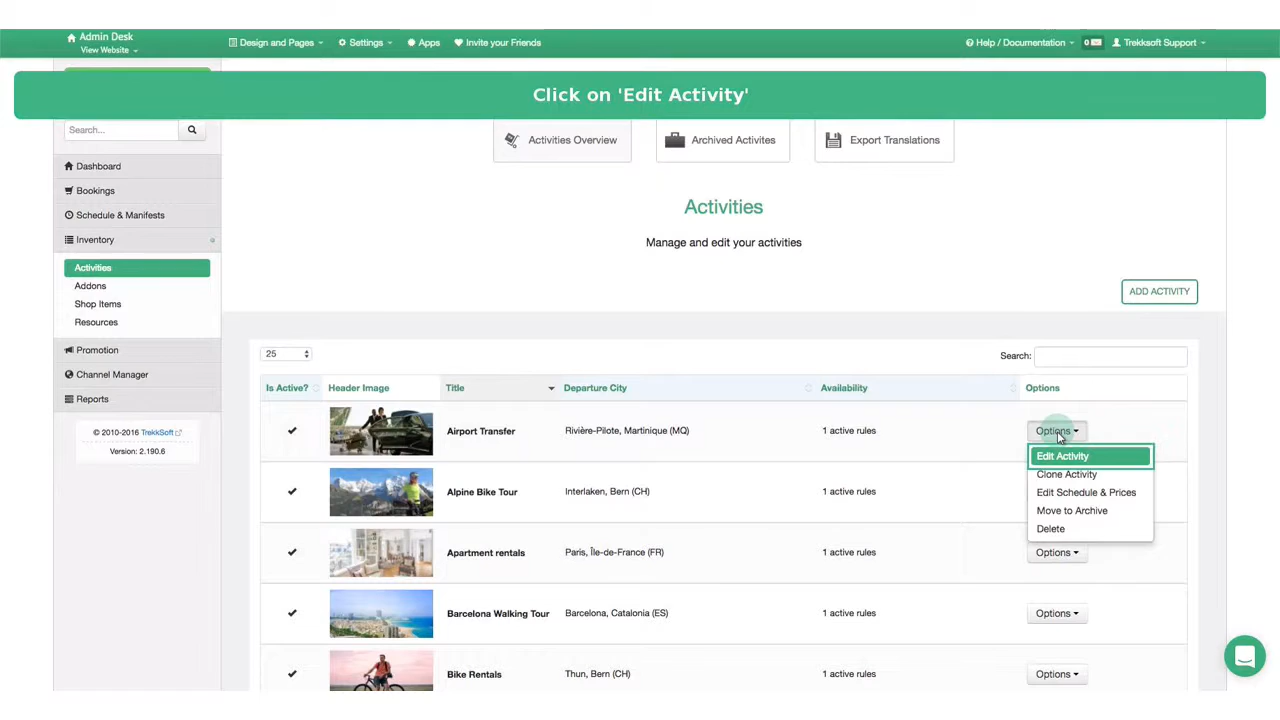 Admin Desk
View Website
Design and Pages
Settings
Apps
Invite your Friends
Help / Documentation
0
Trekksoft Support
Click on 'Edit Activity'
Search...
Dashboard
Bookings
Schedule & Manifests
Inventory
Activities
Addons
Shop Items
Resources
Promotion
Channel Manager
Reports
© 2010-2016 TrekkSoft
Version: 2.190.6
Activities Overview
Archived Activites
Export Translations
Activities
Manage and edit your activities
ADD ACTIVITY
25
Search:
Is Active? Header Image Title Departure City Availability Options
Airport Transfer Rivière-Pilote, Martinique (MQ) 1 active rules Options
Edit Activity
Clone Activity
Edit Schedule & Prices
Move to Archive
Delete
Alpine Bike Tour Interlaken, Bern (CH) 1 active rules
Apartment rentals Paris, Île-de-France (FR) 1 active rules Options
Barcelona Walking Tour Barcelona, Catalonia (ES) 1 active rules Options
Bike Rentals Thun, Bern (CH) 1 active rules Options